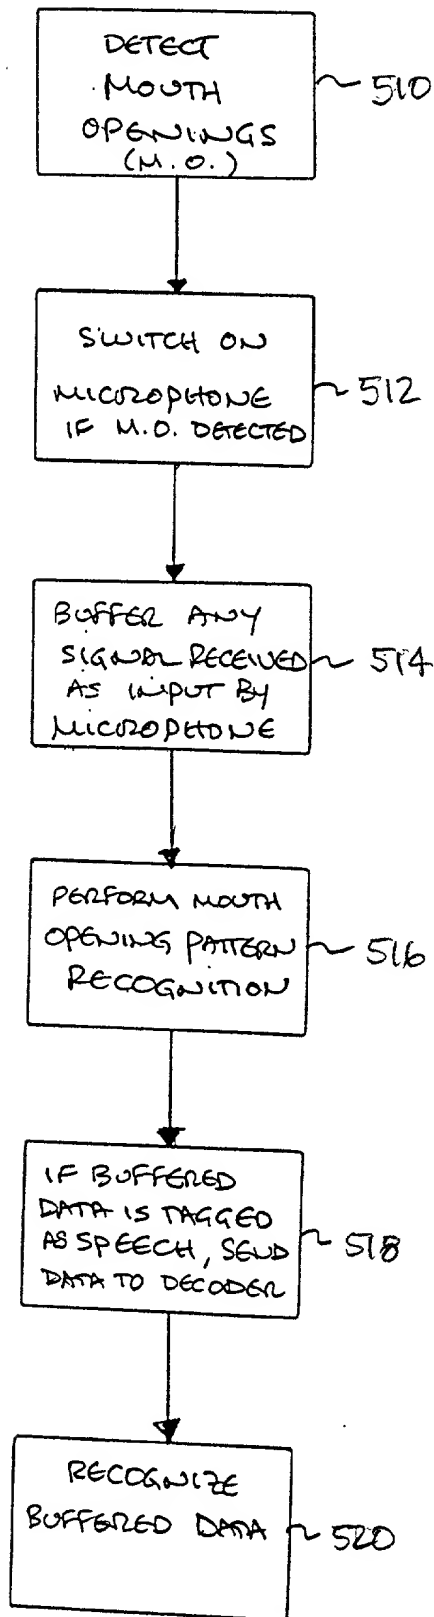 DETECT
MOUTH
OPENINGS
(M.O.)
510
SWITCH ON
MICROPHONE
IF M.O. DETECTED
512
BUFFER ANY
SIGNAL RECEIVED
AS INPUT BY
MICROPHONE
514
PERFORM MOUTH
OPENING PATTERN
RECOGNITION
516
IF BUFFERED
DATA IS TAGGED
AS SPEECH, SEND
DATA TO DECODER
518
RECOGNIZE
BUFFERED DATA
520